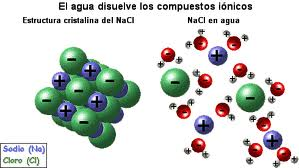 El agua disuelve los compuestos iónicos
Estructura cristalina del NaCl
NaCl en agua
Sodio (Na)
Cloro (Cl)